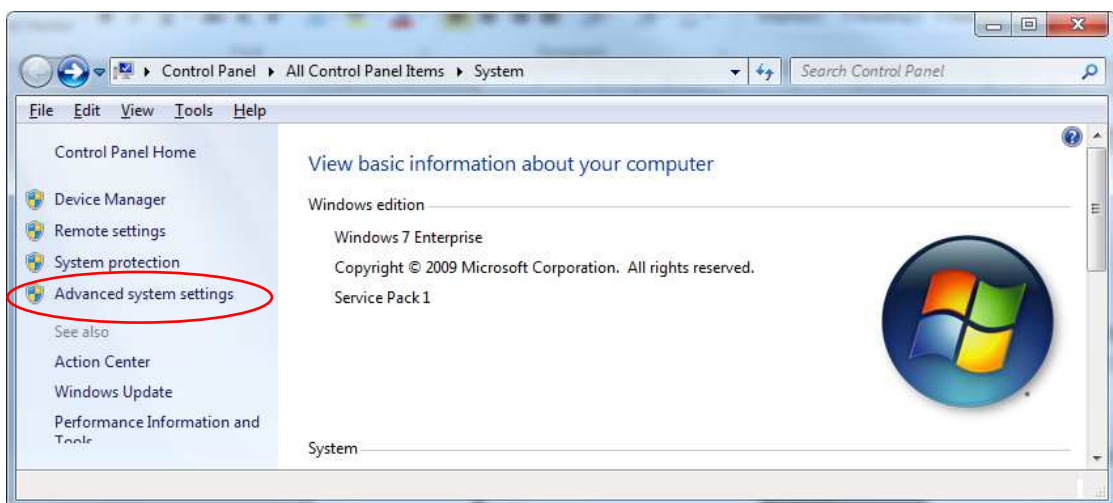 Control Panel ▸ All Control Panel Items ▸ System
Search Control Panel
File Edit View Tools Help
Control Panel Home
Device Manager
Remote settings
System protection
Advanced system settings
See also
Action Center
Windows Update
Performance Information and
Tools
View basic information about your computer
Windows edition
Windows 7 Enterprise
Copyright © 2009 Microsoft Corporation. All rights reserved.
Service Pack 1
System